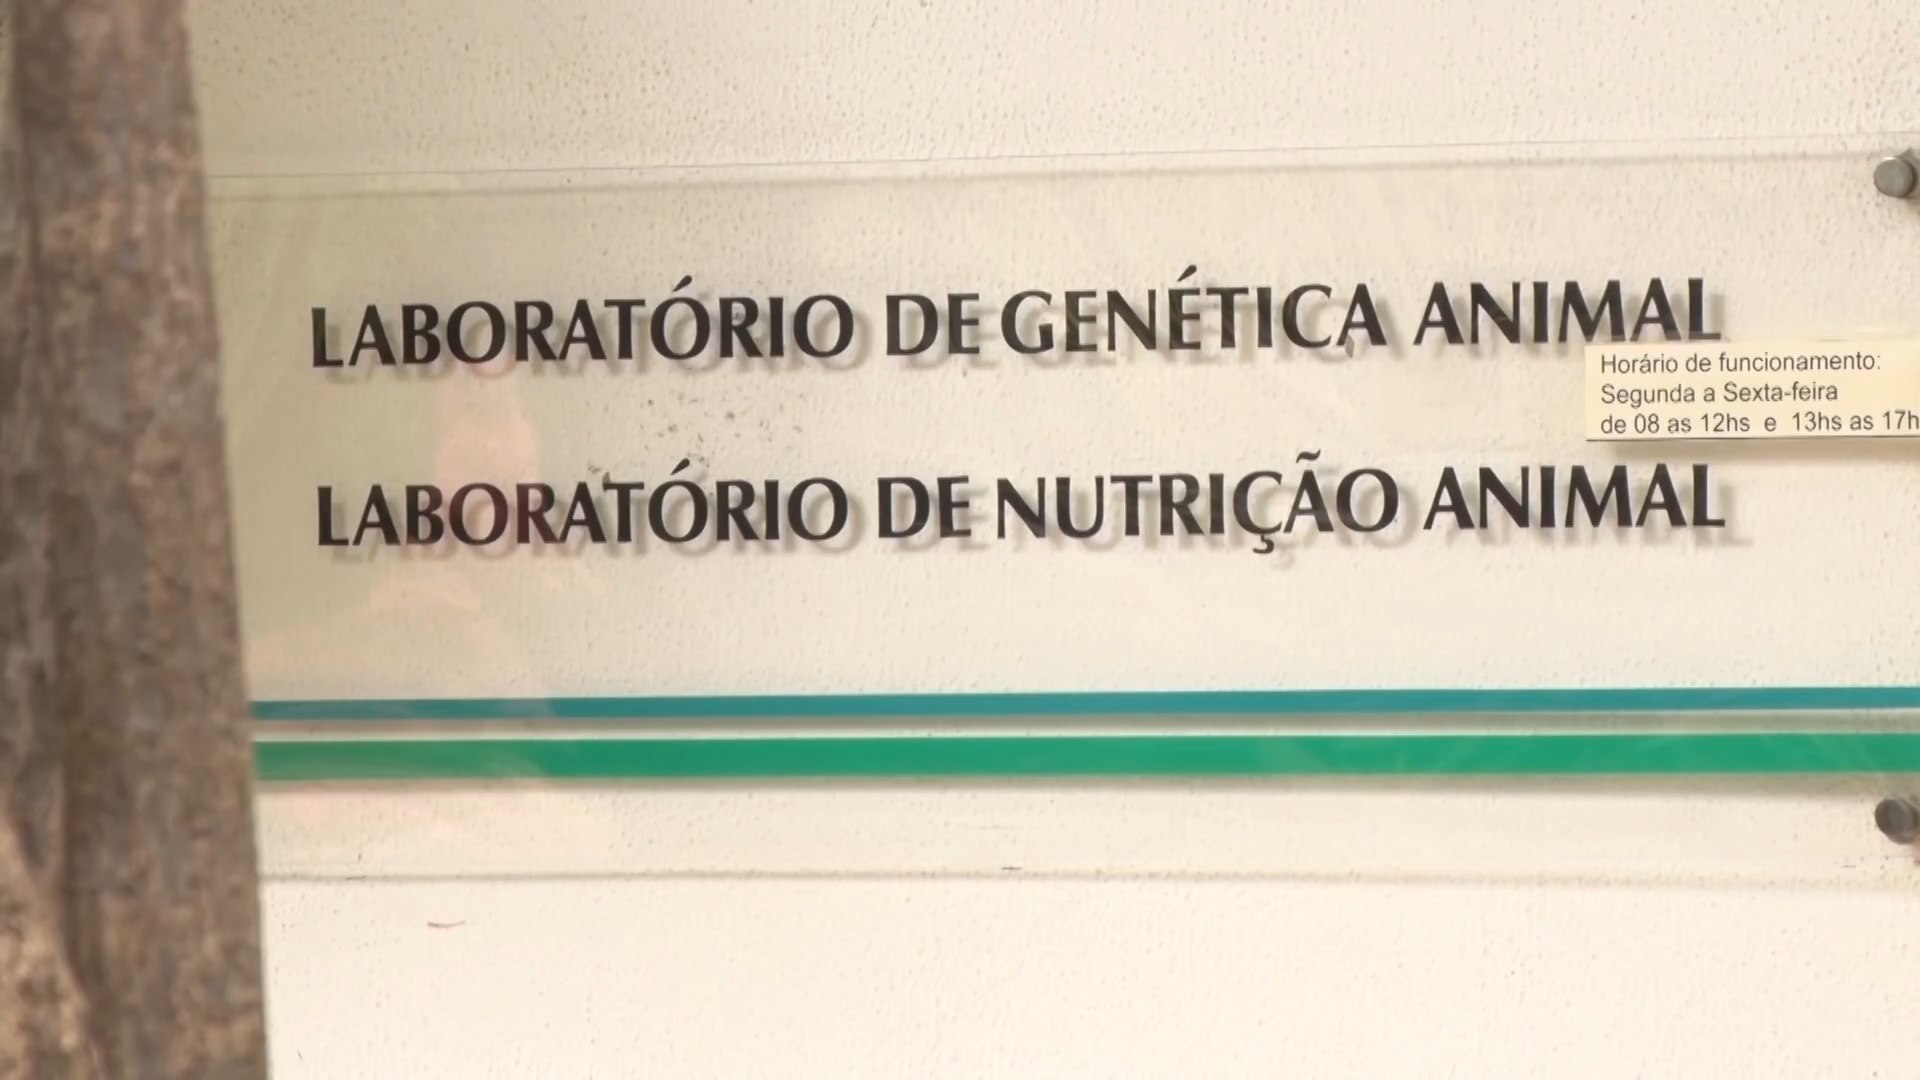 LABORATÓRIO DE GENÉTICA ANIMAL
Horário de funcionamento:
Segunda a Sexta-feira
de 08 as 12hs e 13hs as 17h
LABORATÓRIO DE NUTRIÇÃO ANIMAL